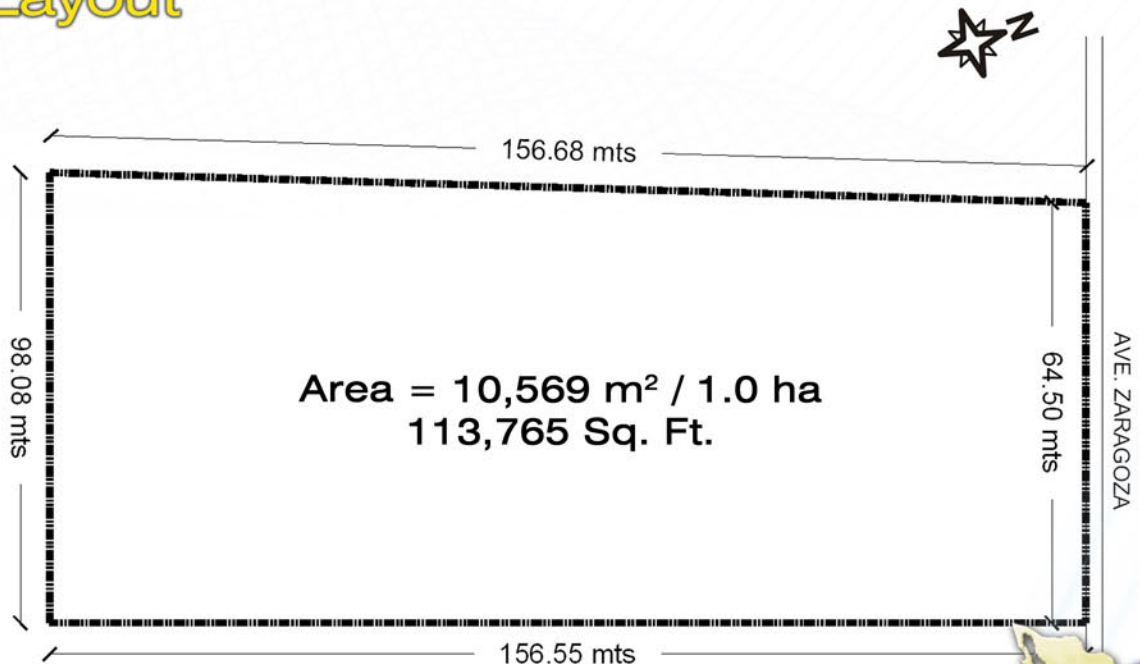 Layout
N
156.68 mts
98.08 mts
Area = 10,569 m² / 1.0 ha
113,765 Sq. Ft.
64.50 mts
AVE. ZARAGOZA
156.55 mts